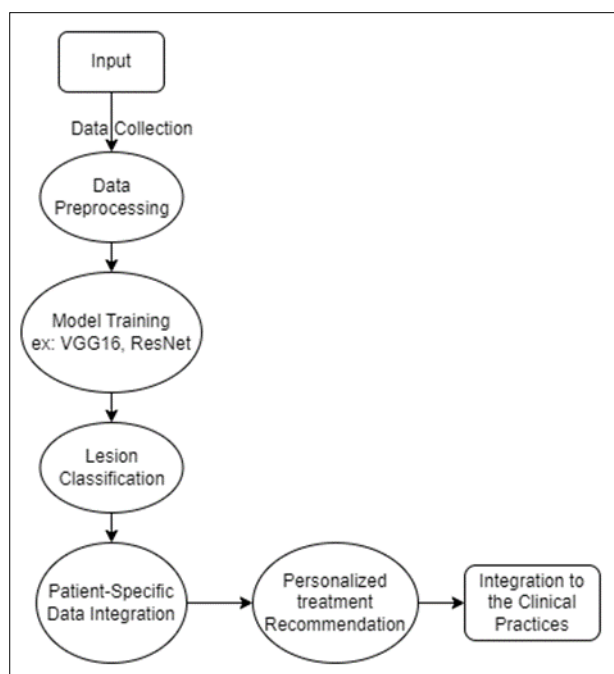 Input
Data Collection
Data
Preprocessing
Model Training
ex: VGG16, ResNet
Lesion
Classification
Patient-Specific
Data Integration
Personalized
treatment
Recommendation
Integration to
the Clinical
Practices